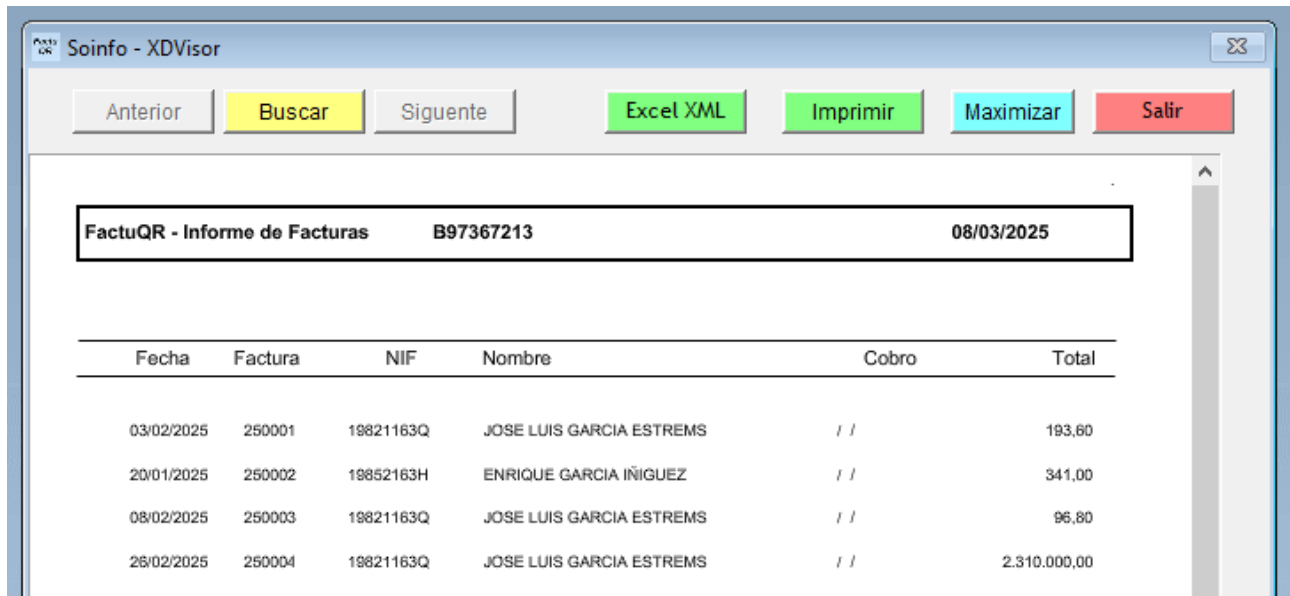 Soinfo - XDVisor
Anterior Buscar Siguente Excel XML Imprimir Maximizar Salir
FactuQR - Informe de Facturas B97367213 08/03/2025
Fecha Factura NIF Nombre Cobro Total
03/02/2025 250001 19821163Q JOSE LUIS GARCIA ESTREMS / / 193,60
20/01/2025 250002 19852163H ENRIQUE GARCIA IÑIGUEZ / / 341,00
08/02/2025 250003 19821163Q JOSE LUIS GARCIA ESTREMS / / 96,80
26/02/2025 250004 19821163Q JOSE LUIS GARCIA ESTREMS / / 2.310.000,00